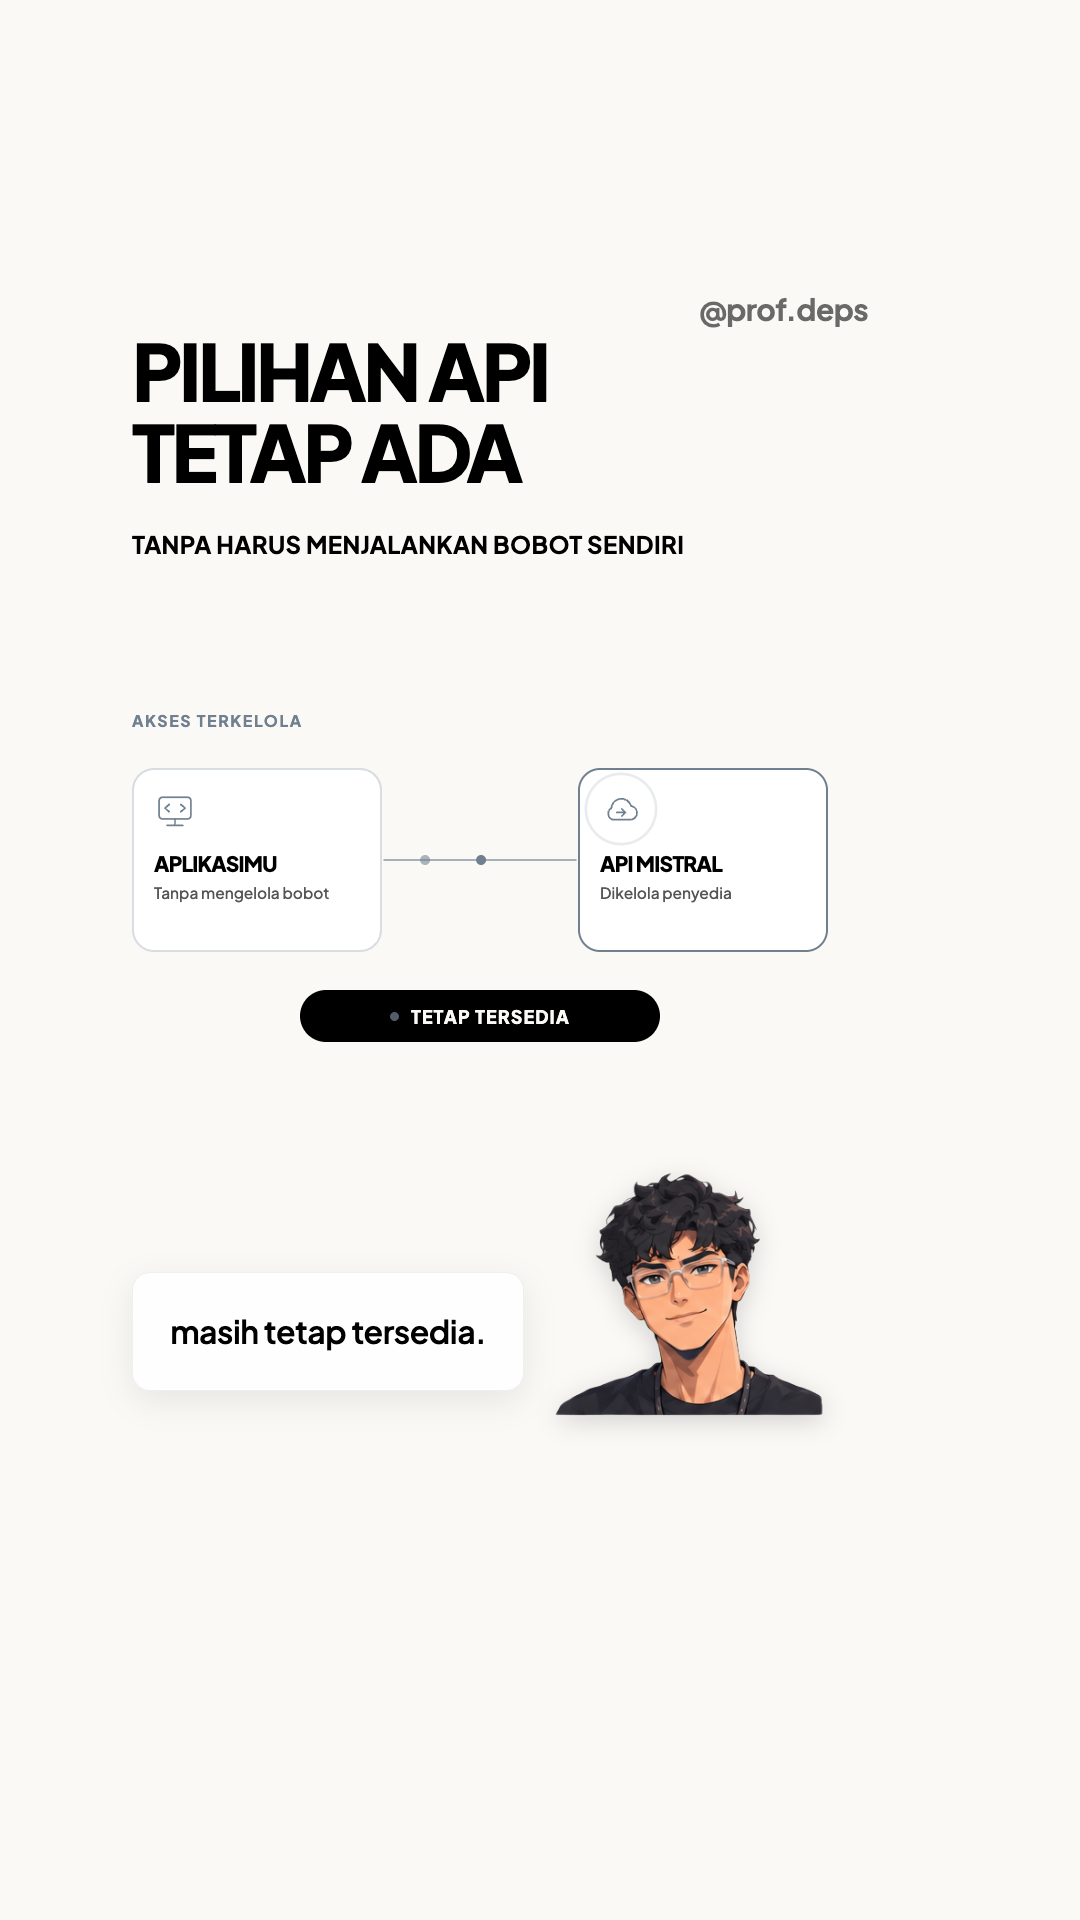 @prof.deps
PILIHAN API
TETAP ADA
TANPA HARUS MENJALANKAN BOBOT SENDIRI
AKSES TERKELOLA
APLIKASIMU
Tanpa mengelola bobot
API MISTRAL
Dikelola penyedia
TETAP TERSEDIA
masih tetap tersedia.